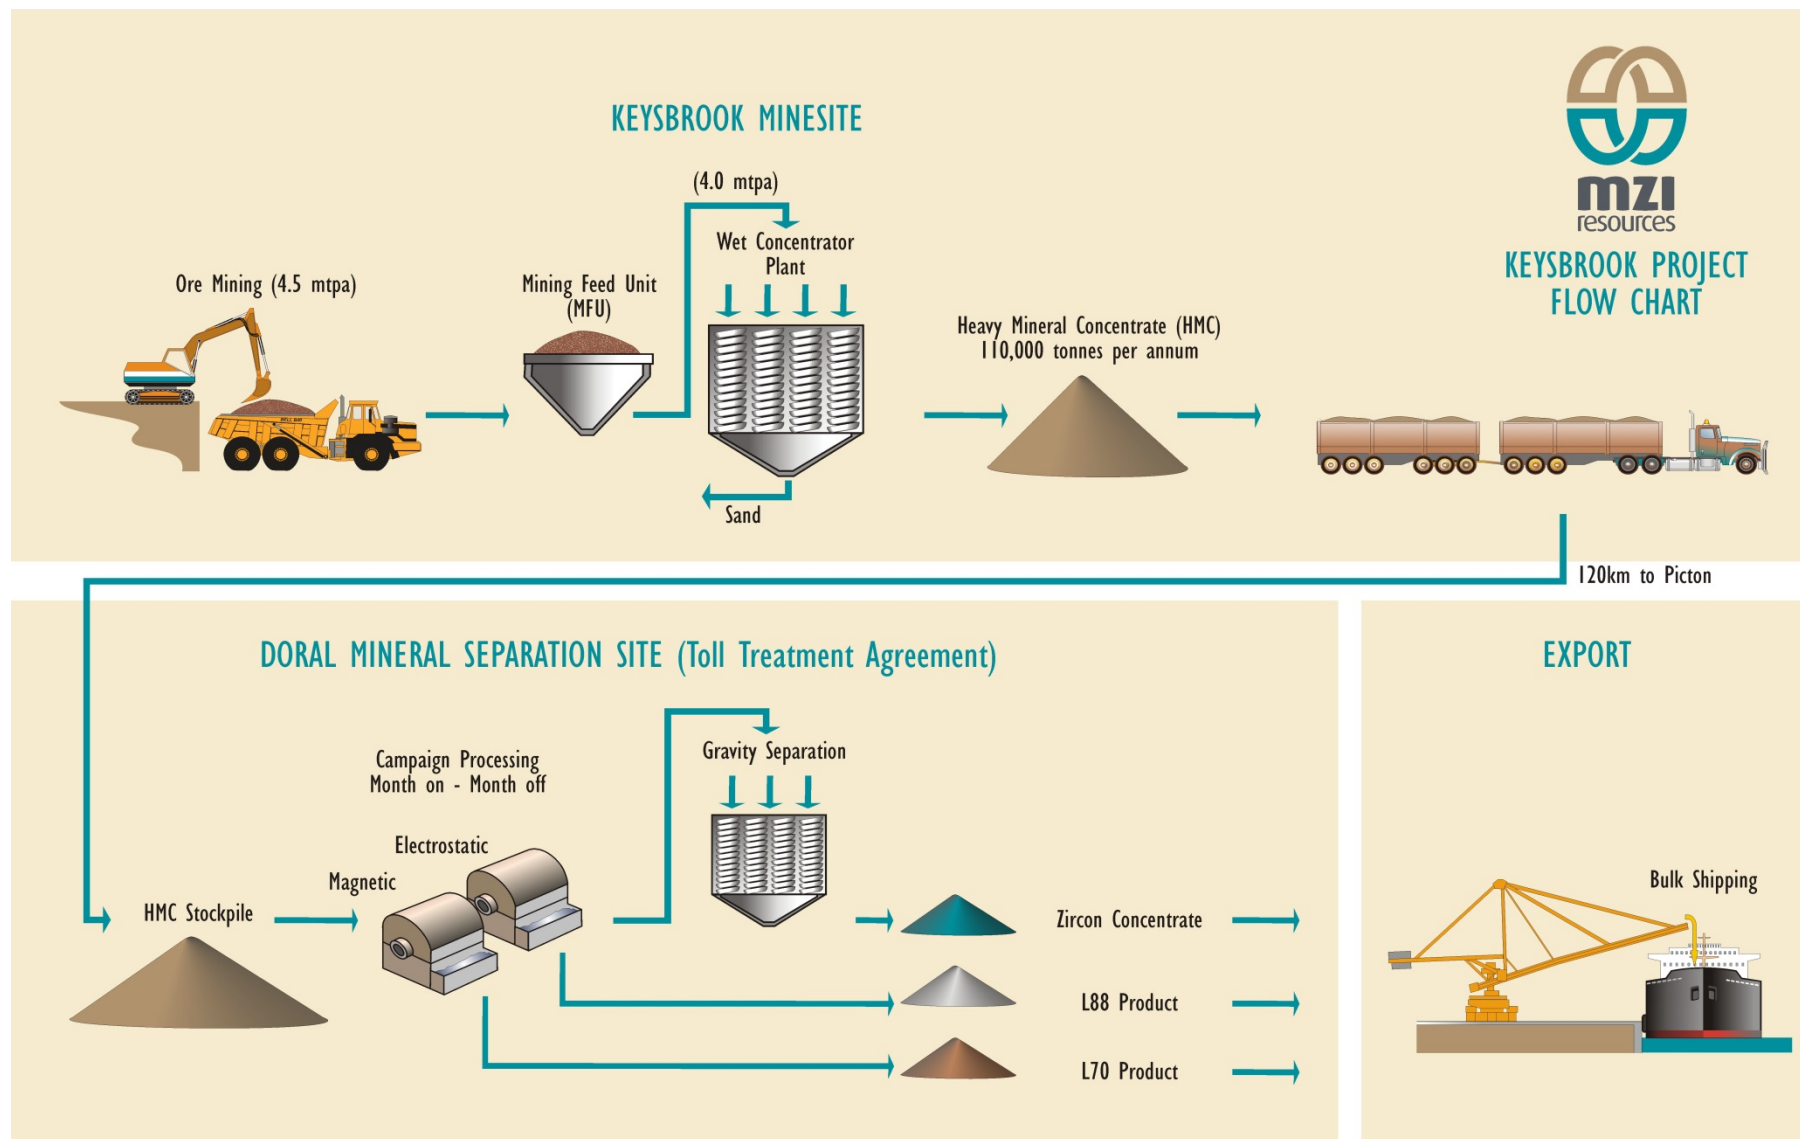 KEYSBROOK MINESITE
mzi
resources
KEYSBROOK PROJECT
FLOW CHART
(4.0 mtpa)
Ore Mining (4.5 mtpa)
Mining Feed Unit
(MFU)
Wet Concentrator
Plant
Heavy Mineral Concentrate (HMC)
110,000 tonnes per annum
Sand
120km to Picton
DORAL MINERAL SEPARATION SITE (Toll Treatment Agreement)
Campaign Processing
Month on - Month off
Gravity Separation
Electrostatic
Magnetic
HMC Stockpile
Zircon Concentrate
L88 Product
L70 Product
EXPORT
Bulk Shipping